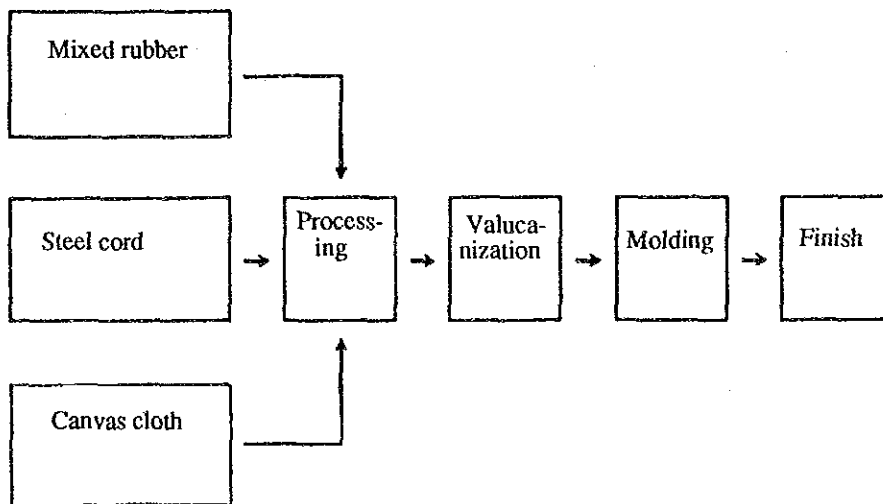 Mixed rubber
Steel cord
Process-
ing
Valuca-
nization
Molding
Finish
Canvas cloth